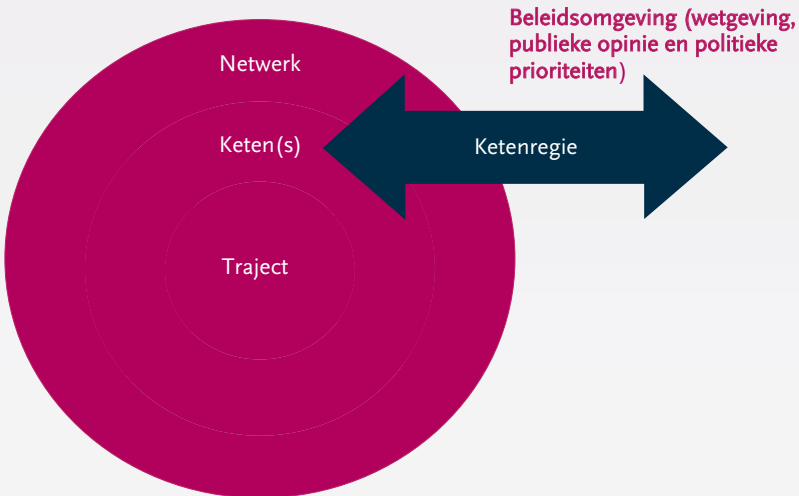 Beleidsomgeving (wetgeving,
publieke opinie en politieke
prioriteiten)
Netwerk
Keten(s)
Ketenregie
Traject